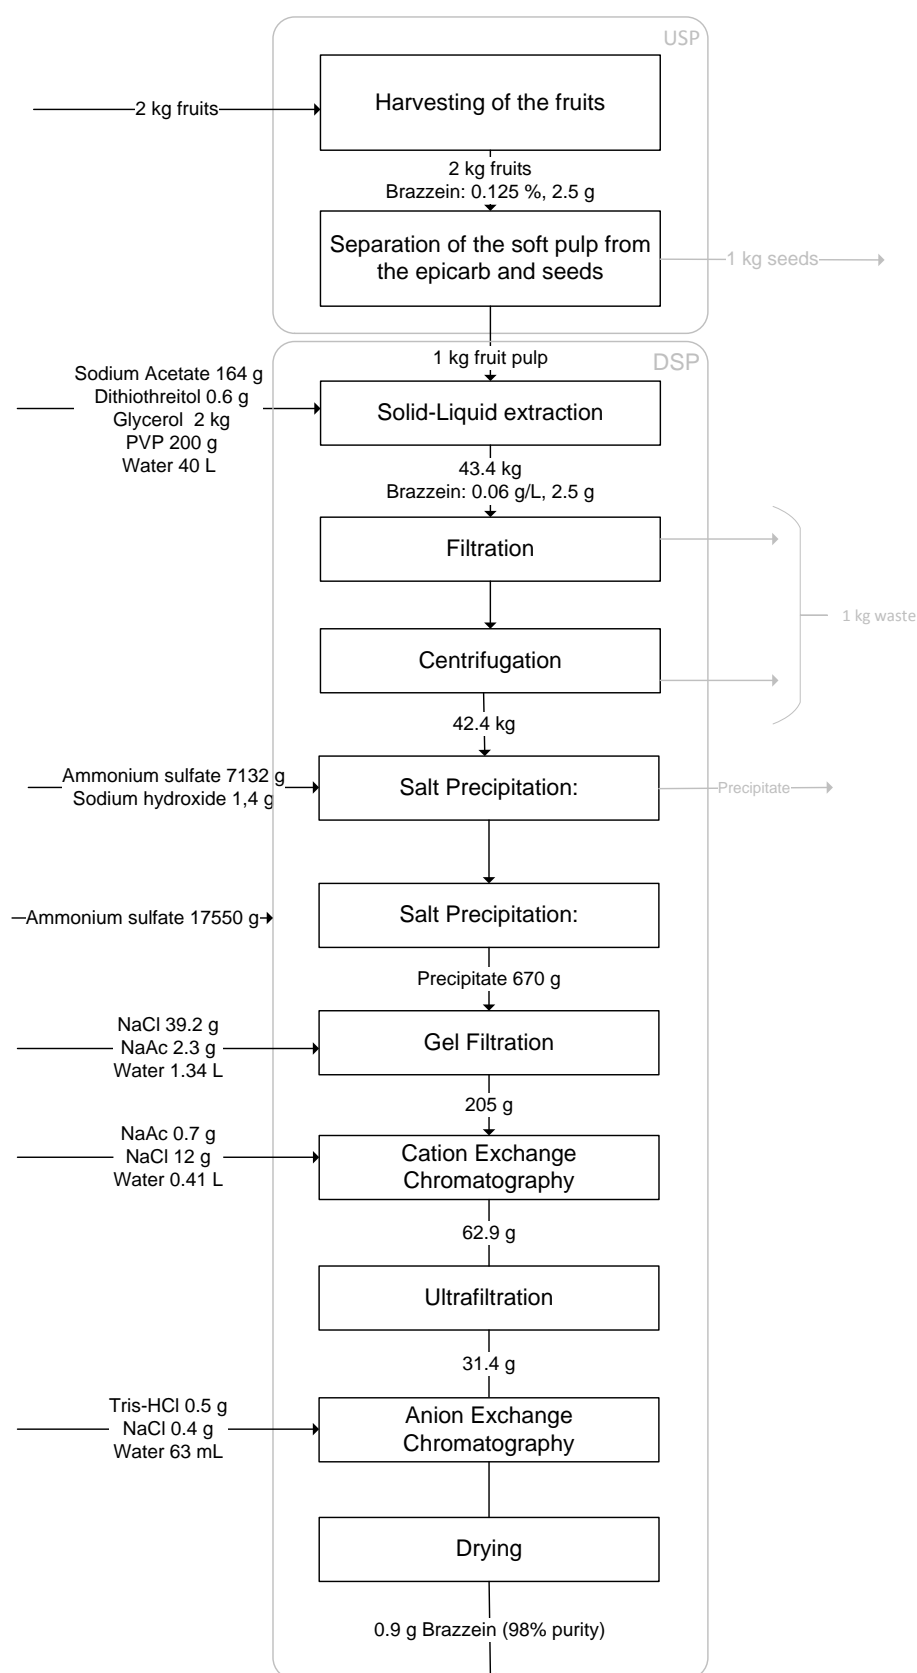 USP
2 kg fruits
Harvesting of the fruits
2 kg fruits
Brazzein: 0.125 %, 2.5 g
Separation of the soft pulp from
the epicarb and seeds
1 kg seeds
1 kg fruit pulp
DSP
Sodium Acetate 164 g
Dithiothreitol 0.6 g
Glycerol 2 kg
PVP 200 g
Water 40 L
Solid-Liquid extraction
43.4 kg
Brazzein: 0.06 g/L, 2.5 g
Filtration
1 kg waste
Centrifugation
42.4 kg
Ammonium sulfate 7132 g
Sodium hydroxide 1,4 g
Salt Precipitation:
Precipitate
Ammonium sulfate 17550 g
Salt Precipitation:
Precipitate 670 g
NaCl 39.2 g
NaAc 2.3 g
Water 1.34 L
Gel Filtration
205 g
NaAc 0.7 g
NaCl 12 g
Water 0.41 L
Cation Exchange
Chromatography
62.9 g
Ultrafiltration
31.4 g
Tris-HCl 0.5 g
NaCl 0.4 g
Water 63 mL
Anion Exchange
Chromatography
Drying
0.9 g Brazzein (98% purity)